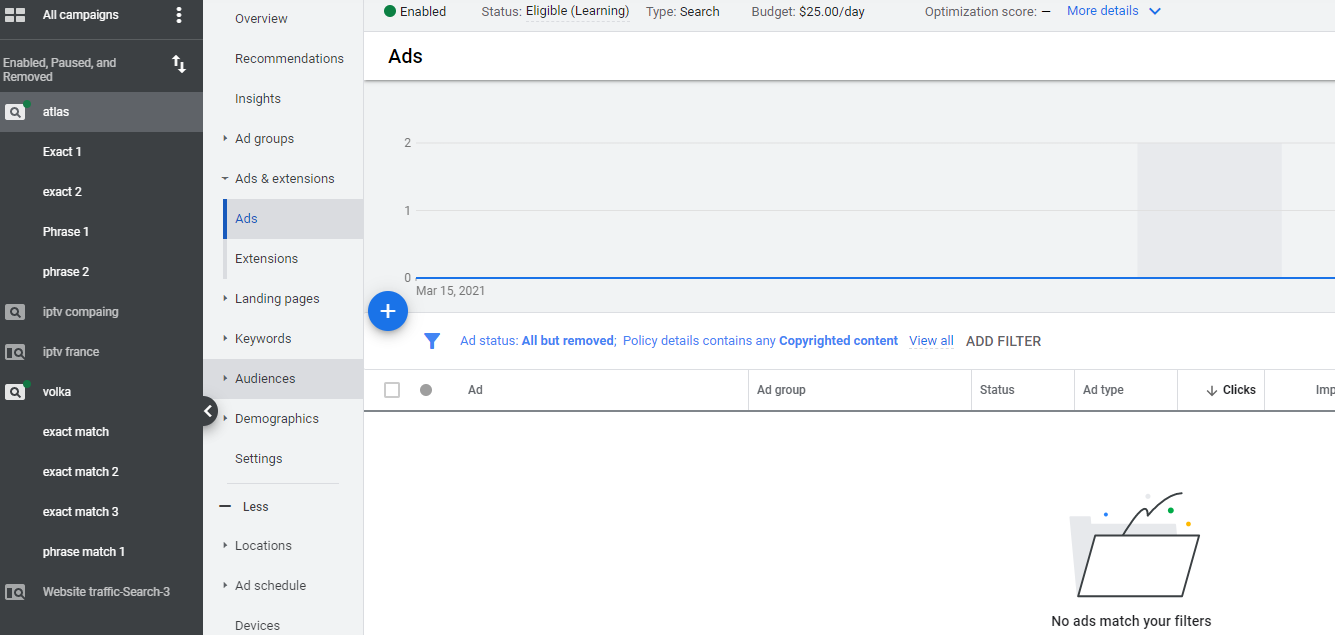 All campaigns
Enabled, Paused, and
Removed
atlas
Exact 1
exact 2
Phrase 1
phrase 2
iptv compaing
iptv france
volka
exact match
exact match 2
exact match 3
phrase match 1
Website traffic-Search-3
Overview
Recommendations
Insights
Ad groups
Ads & extensions
Ads
Extensions
Landing pages
Keywords
Audiences
Demographics
Settings
Less
Locations
Ad schedule
Devices
Enabled Status: Eligible (Learning) Type: Search Budget: $25.00/day Optimization score: — More details
Ads
2
1
0
Mar 15, 2021
Ad status: All but removed; Policy details contains any Copyrighted content View all ADD FILTER
Ad Ad group Status Ad type Clicks Imp
No ads match your filters